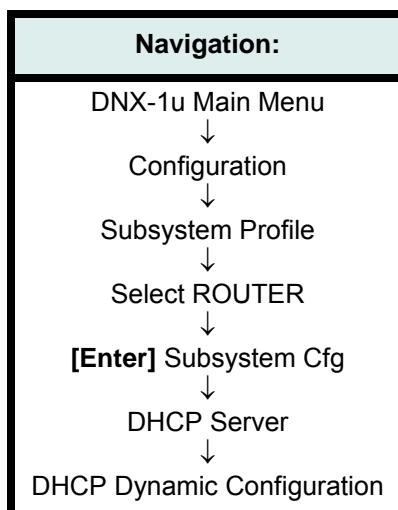 Navigation:
DNX-1u Main Menu
↓
Configuration
↓
Subsystem Profile
↓
Select ROUTER
↓
[Enter] Subsystem Cfg
↓
DHCP Server
↓
DHCP Dynamic Configuration